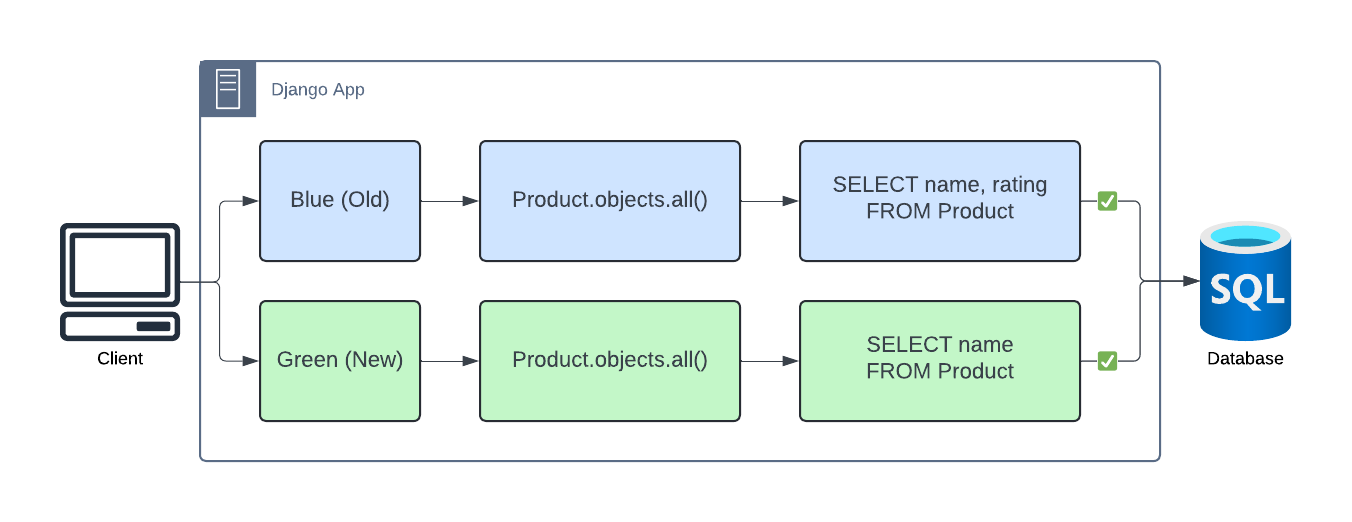 Django App
Blue (Old)
Product.objects.all()
SELECT name, rating
FROM Product
Client
Green (New)
Product.objects.all()
SELECT name
FROM Product
SQL
Database